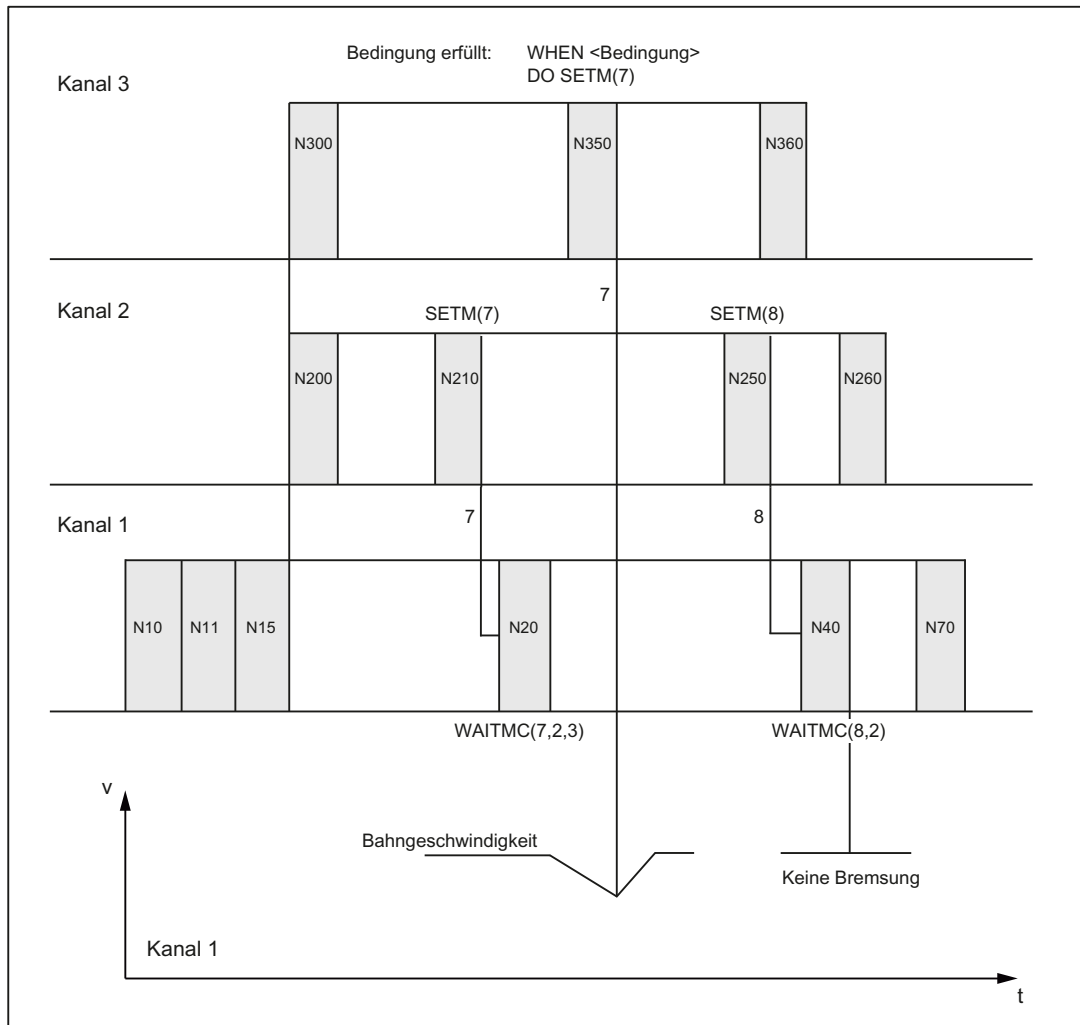 Bedingung erfüllt: WHEN <Bedingung>
DO SETM(7)
Kanal 3
N300 N350 N360
7
Kanal 2
SETM(7) SETM(8)
N200 N210 N250 N260
7 8
Kanal 1
N10 N11 N15 N20 N40 N70
WAITMC(7,2,3) WAITMC(8,2)
v
Bahngeschwindigkeit
Keine Bremsung
Kanal 1
t